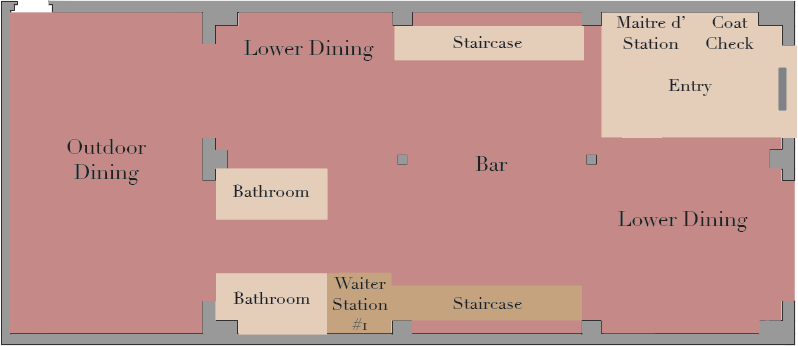 Maitre d'
Station
Coat
Check
Lower Dining
Staircase
Entry
Outdoor
Dining
Bar
Bathroom
Lower Dining
Bathroom
Waiter
Station
#1
Staircase